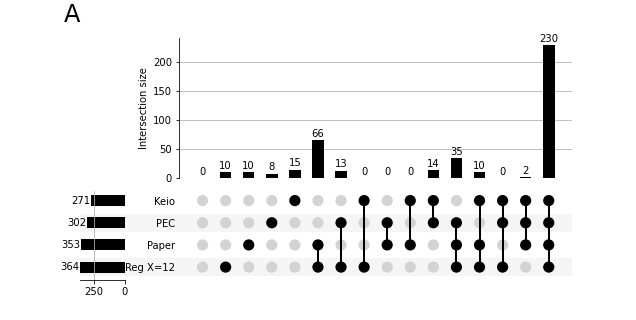 A
230
200
150
100
50
0
Intersection size
0 10 10 8 15 66 13 0 0 0 14 35 10 0 2
271 Keio
302 PEC
353 Paper
364 Reg X=12
250 0